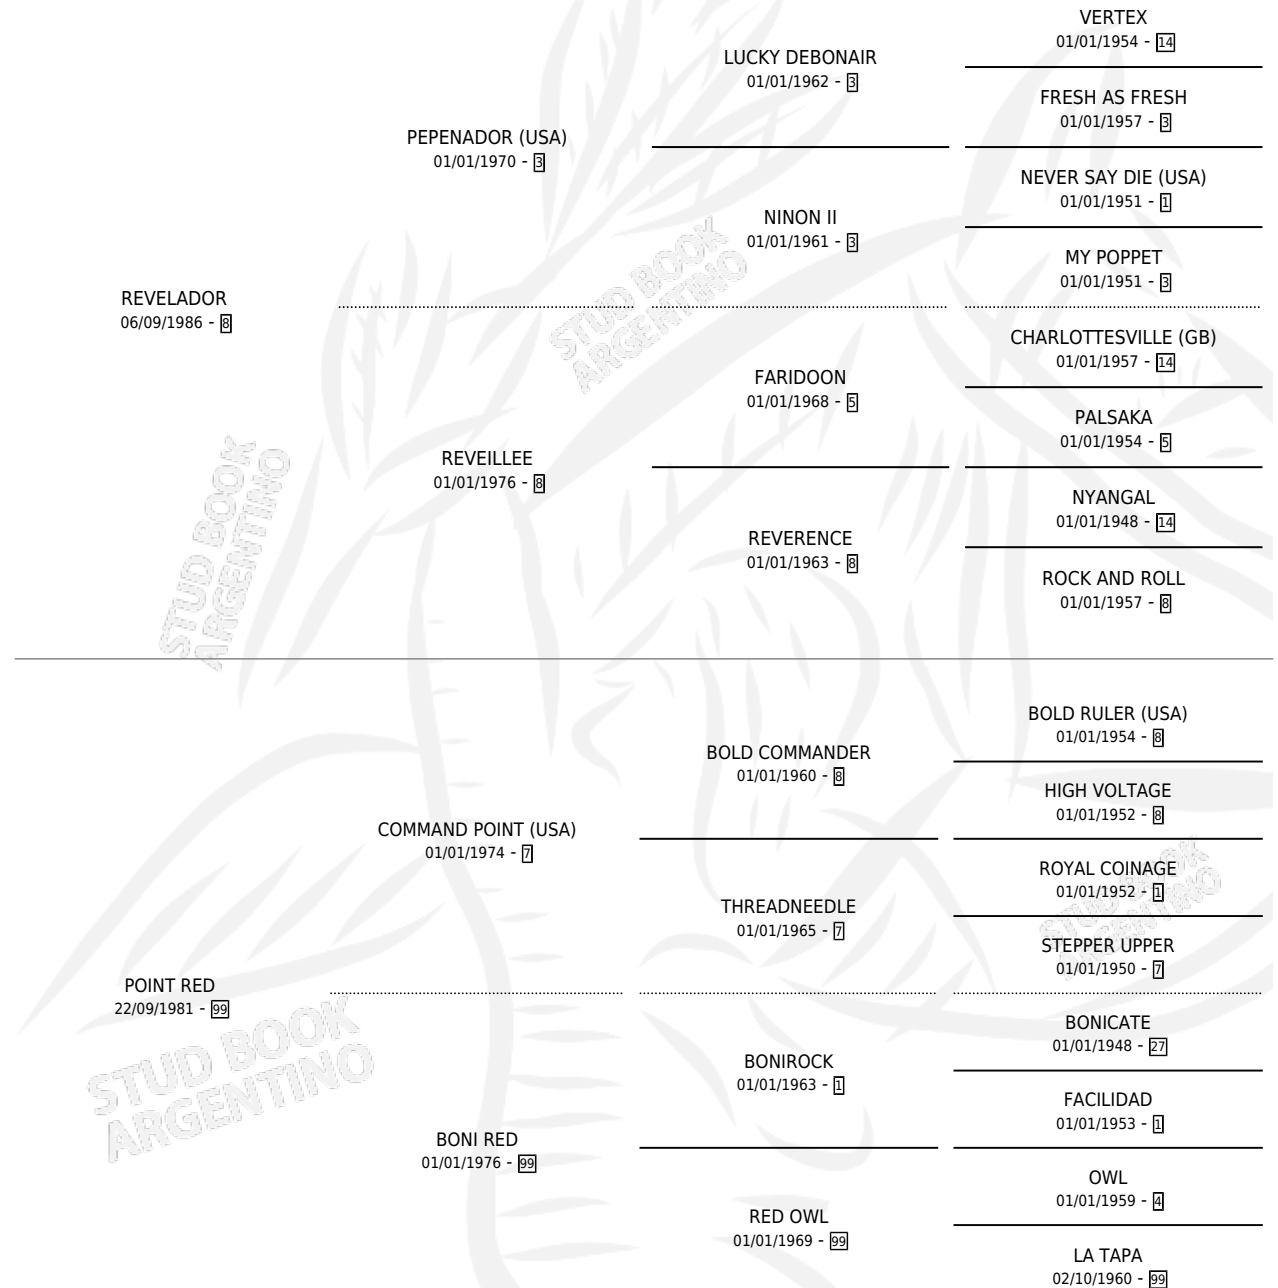 VERTEX
01/01/1954 - 14
LUCKY DEBONAIR
01/01/1962 - 3
FRESH AS FRESH
01/01/1957 - 3
PEPENADOR (USA)
01/01/1970 - 3
NEVER SAY DIE (USA)
01/01/1951 - 1
NINON II
01/01/1961 - 3
MY POPPET
01/01/1951 - 3
REVELADOR
06/09/1986 - 8
CHARLOTTESVILLE (GB)
01/01/1957 - 14
FARIDOON
01/01/1968 - 5
PALSAKA
01/01/1954 - 5
REVEILLEE
01/01/1976 - 8
NYANGAL
01/01/1948 - 14
REVERENCE
01/01/1963 - 8
ROCK AND ROLL
01/01/1957 - 8
BOLD RULER (USA)
01/01/1954 - 8
BOLD COMMANDER
01/01/1960 - 8
HIGH VOLTAGE
01/01/1952 - 8
COMMAND POINT (USA)
01/01/1974 - 7
ROYAL COINAGE
01/01/1952 - 1
THREADNEEDLE
01/01/1965 - 7
STEPPER UPPER
01/01/1950 - 7
POINT RED
22/09/1981 - 99
BONICATE
01/01/1948 - 27
BONIROCK
01/01/1963 - 1
FACILIDAD
01/01/1953 - 1
BONI RED
01/01/1976 - 99
OWL
01/01/1959 - 4
RED OWL
01/01/1969 - 99
LA TAPA
02/10/1960 - 99
STUD BOOK
ARGENTINO
STUD BOOK
ARGENTINO
STUD BOOK
ARGENTINO
STUD BOOK
ARGENTINO